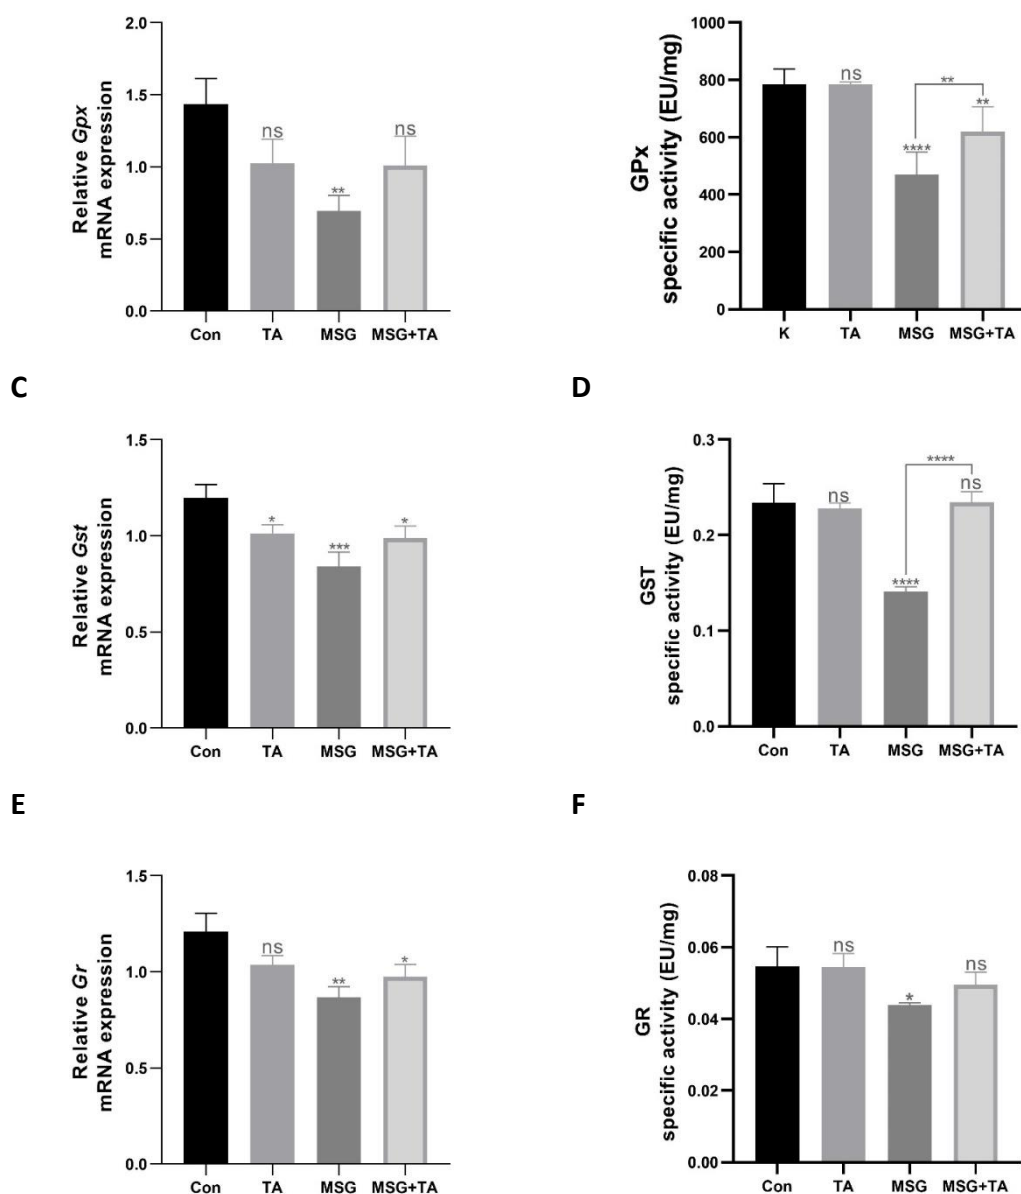 2.0
1.5
1.0
0.5
0.0
Relative Gpx
mRNA expression
ns
**
ns
Con TA MSG MSG+TA
1000
800
600
400
200
0
GPx
specific activity (EU/mg)
ns
****
**
**
K TA MSG MSG+TA
C
D
1.5
1.0
0.5
0.0
Relative Gst
mRNA expression
*
***
*
Con TA MSG MSG+TA
0.3
0.2
0.1
0.0
GST
specific activity (EU/mg)
ns
****
****
ns
Con TA MSG MSG+TA
E
F
1.5
1.0
0.5
0.0
Relative Gr
mRNA expression
ns
**
*
Con TA MSG MSG+TA
0.08
0.06
0.04
0.02
0.00
GR
specific activity (EU/mg)
ns
*
ns
Con TA MSG MSG+TA